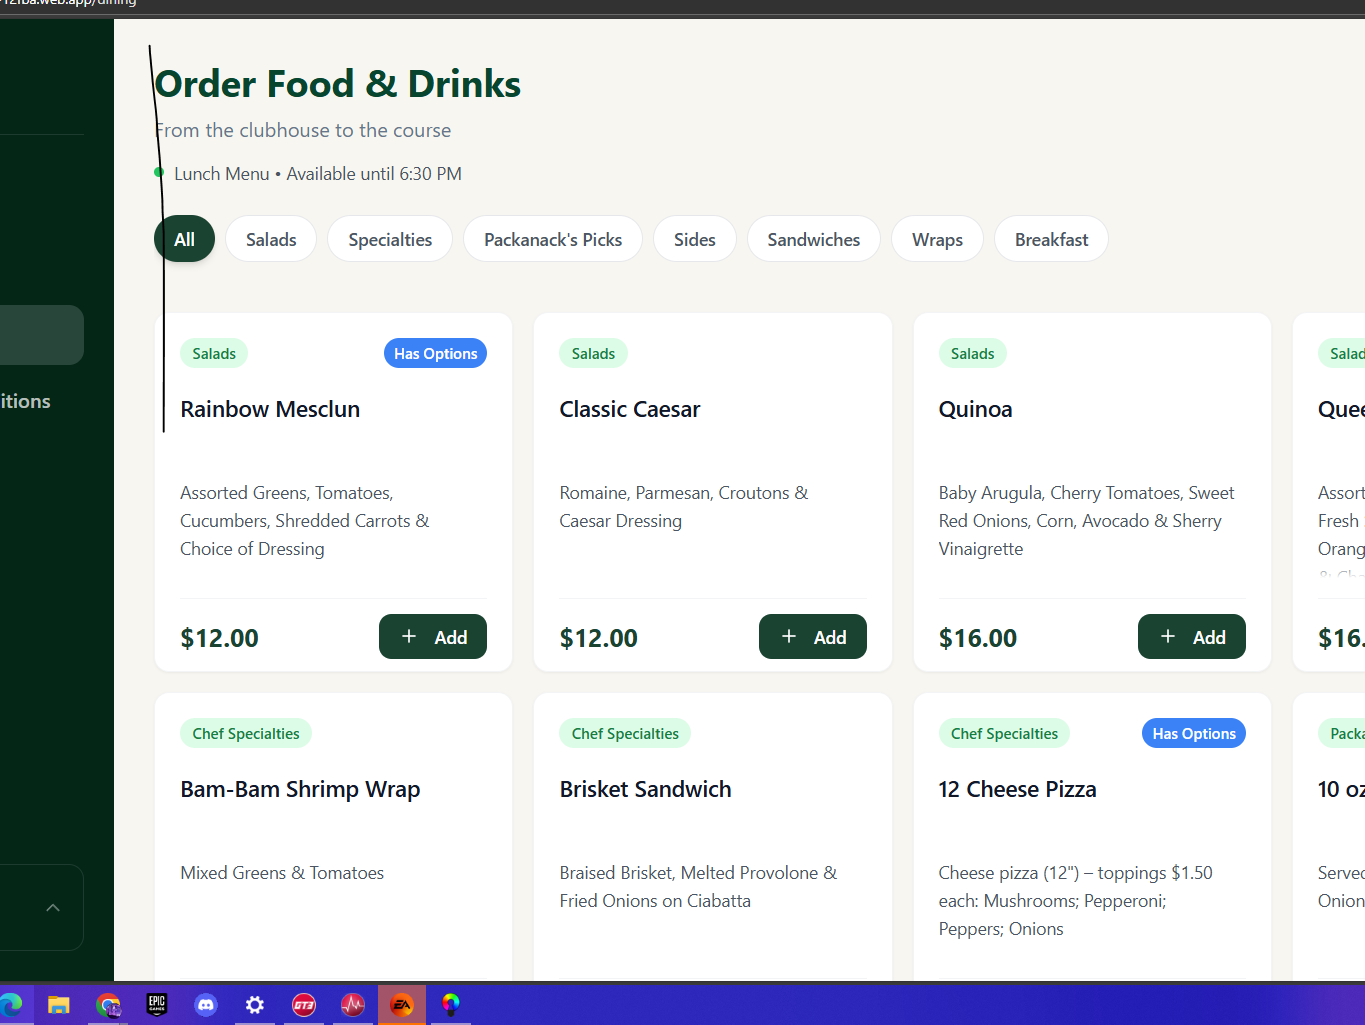 Order Food & Drinks
From the clubhouse to the course
Lunch Menu • Available until 6:30 PM
All
Salads
Specialties
Packanack's Picks
Sides
Sandwiches
Wraps
Breakfast
itions
Salads
Has Options
Rainbow Mesclun
Assorted Greens, Tomatoes,
Cucumbers, Shredded Carrots &
Choice of Dressing
$12.00
+ Add
Salads
Classic Caesar
Romaine, Parmesan, Croutons &
Caesar Dressing
$12.00
+ Add
Salads
Quinoa
Baby Arugula, Cherry Tomatoes, Sweet
Red Onions, Corn, Avocado & Sherry
Vinaigrette
$16.00
+ Add
Salad
Quee
Assort
Fresh
Orang
$16.
Chef Specialties
Bam-Bam Shrimp Wrap
Mixed Greens & Tomatoes
Chef Specialties
Brisket Sandwich
Braised Brisket, Melted Provolone &
Fried Onions on Ciabatta
Chef Specialties
Has Options
12 Cheese Pizza
Cheese pizza (12") – toppings $1.50
each: Mushrooms; Pepperoni;
Peppers; Onions
Packa
10 oz
Served
Onion
EPIC
GAMES
GT3
EA